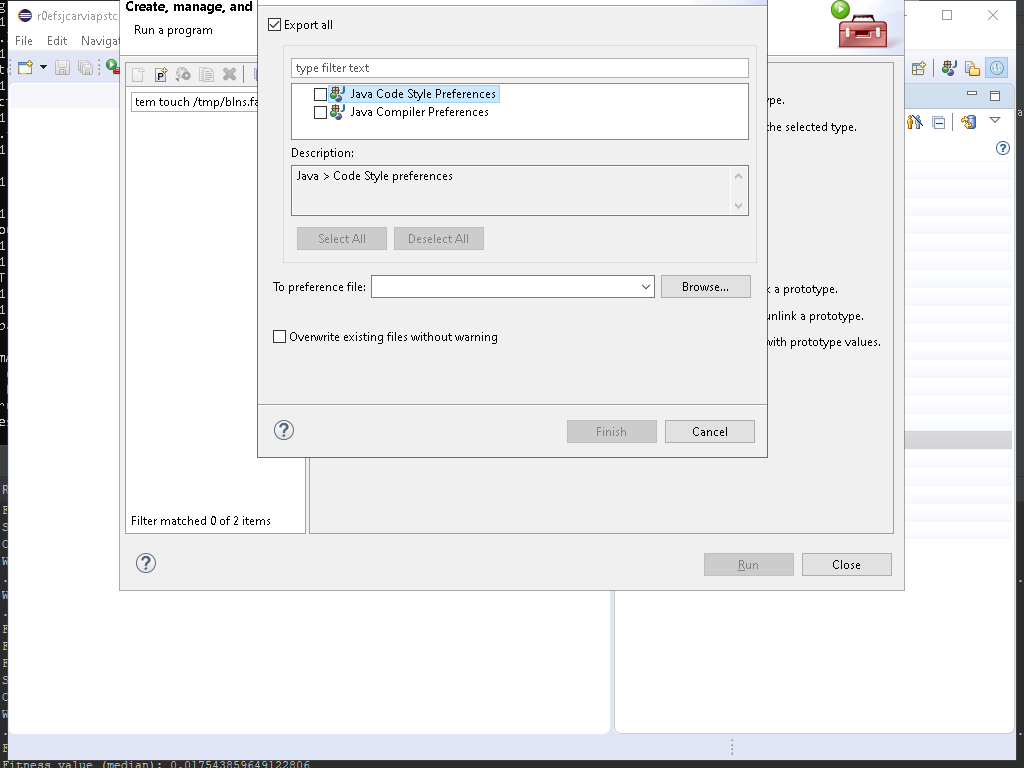 Create, manage, and
Run a program
r0efsjcarviapstc
File Edit Navigat
Export all
type filter text
Java Code Style Preferences
Java Compiler Preferences
Description:
Java > Code Style preferences
Select All Deselect All
To preference file: Browse...
Overwrite existing files without warning
Finish Cancel
tem touch /tmp/blns.fa
ype.
he selected type.
k a prototype.
unlink a prototype.
with prototype values.
Filter matched 0 of 2 items
Run Close
Fitness value (median): 0.017543859649122806